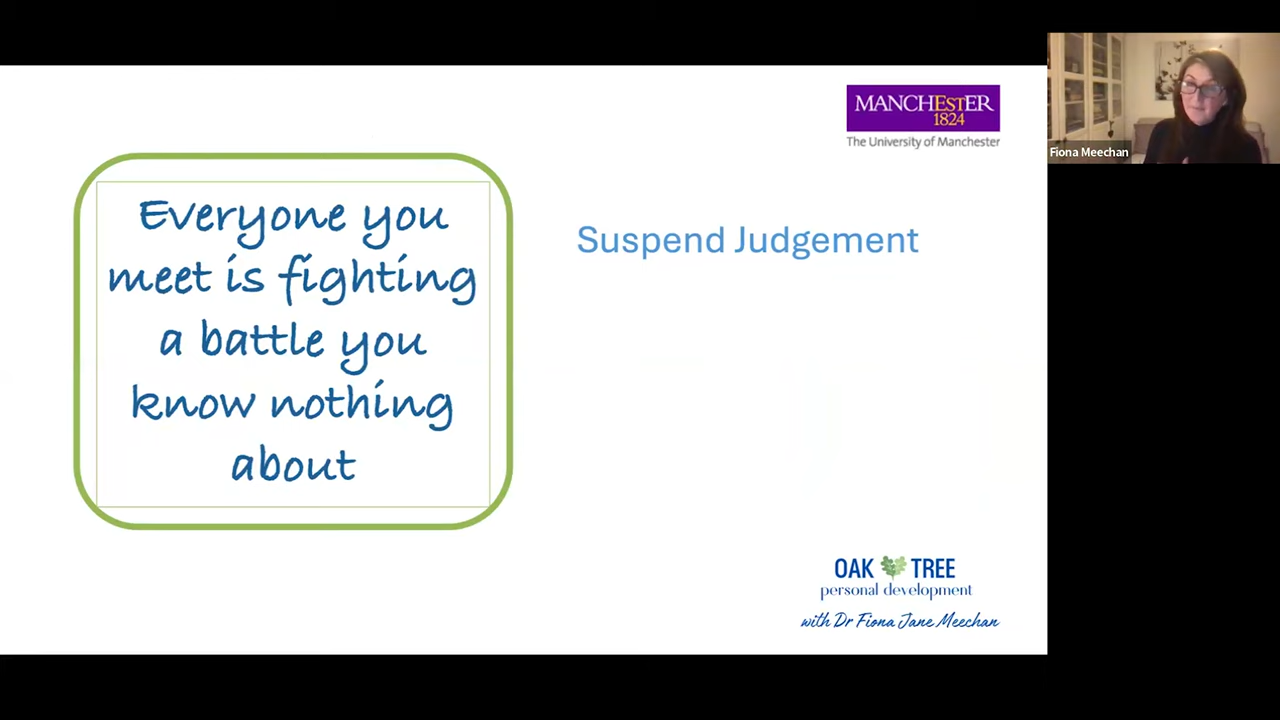 MANCHEStER
1824
The University of Manchester
Fiona Meechan
Everyone you
meet is fighting
a battle you
know nothing
about
Suspend Judgement
OAK TREE
personal development
with Dr Fiona Jane Meechan